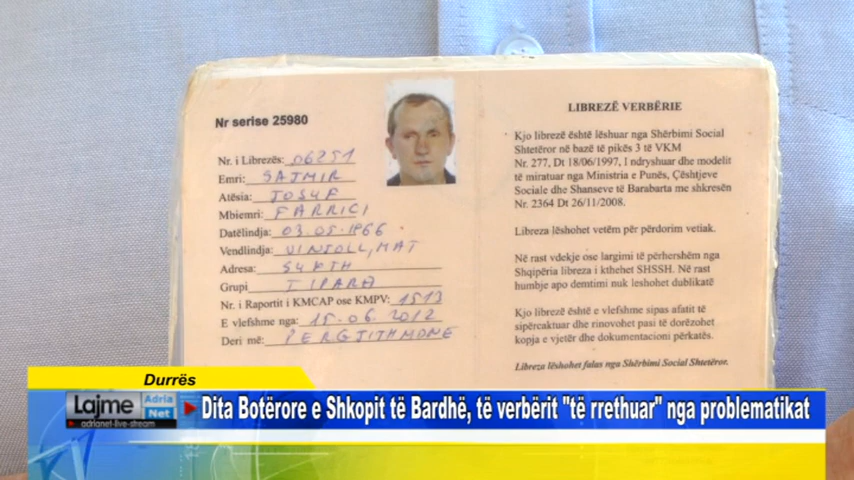 Nr serise 25980
Nr. i Librezës: 06251
Emri: SAJMIR
Atësia: JOSUF
Mbiemri: FARRICI
Datëlindja: 03.05.1966
Vendlindja: VINJOLL, MAT
Adresa: SUKTH
Grupi I PARË
Nr. i Raportit i KMCAP ose KMPV: 1513
E vlefshme nga: 15.06.2012
Deri më: PERGJITHMONE
LIBREZË VERBËRIE
Kjo librezë është lëshuar nga Shërbimi Social
Shtetëror në bazë të pikës 3 të VKM
Nr. 277, Dt 18/06/1997, I ndryshuar dhe modelit
të miratuar nga Ministria e Punës, Çështjeve
Sociale dhe Shanseve të Barabarta me shkresën
Nr. 2364 Dt 26/11/2008.
Libreza lëshohet vetëm për përdorim vetiak.
Në rast vdekje ose largimi të përhershëm nga
Shqipëria libreza i kthehet SHSSH. Në rast
humbje apo demtimi nuk leshohet dublikatë
Kjo librezë është e vlefshme sipas afatit të
sipërcaktuar dhe rinovohet pasi të dorëzohet
kopja e vjetër dhe dokumentacioni përkatës.
Libreza lëshohet falas nga Shërbimi Social Shtetëror.
Durrës
Lajme Adria Net
adrianet-live-stream
Dita Botërore e Shkopit të Bardhë, të verbërit "të rrethuar" nga problematikat